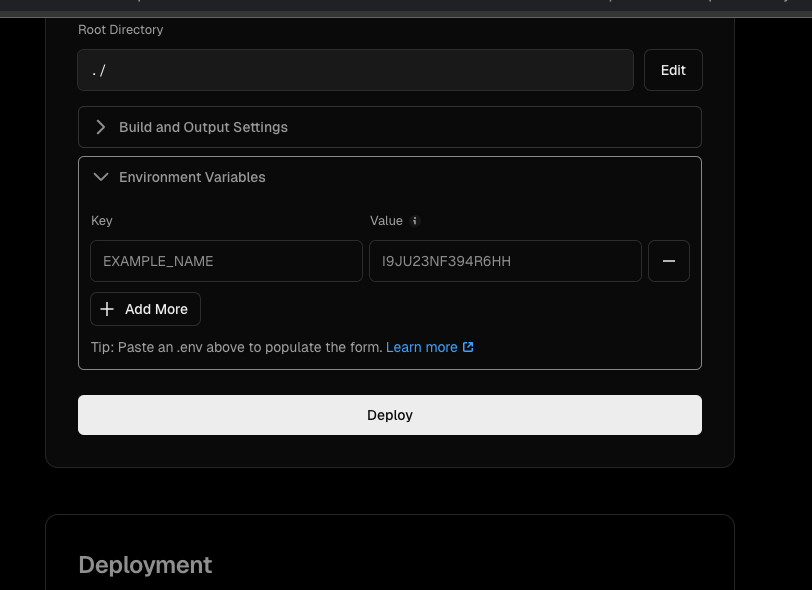 Root Directory
./
Edit
Build and Output Settings
Environment Variables
Key
Value
EXAMPLE_NAME
I9JU23NF394R6HH
Add More
Tip: Paste an .env above to populate the form. Learn more
Deploy
Deployment